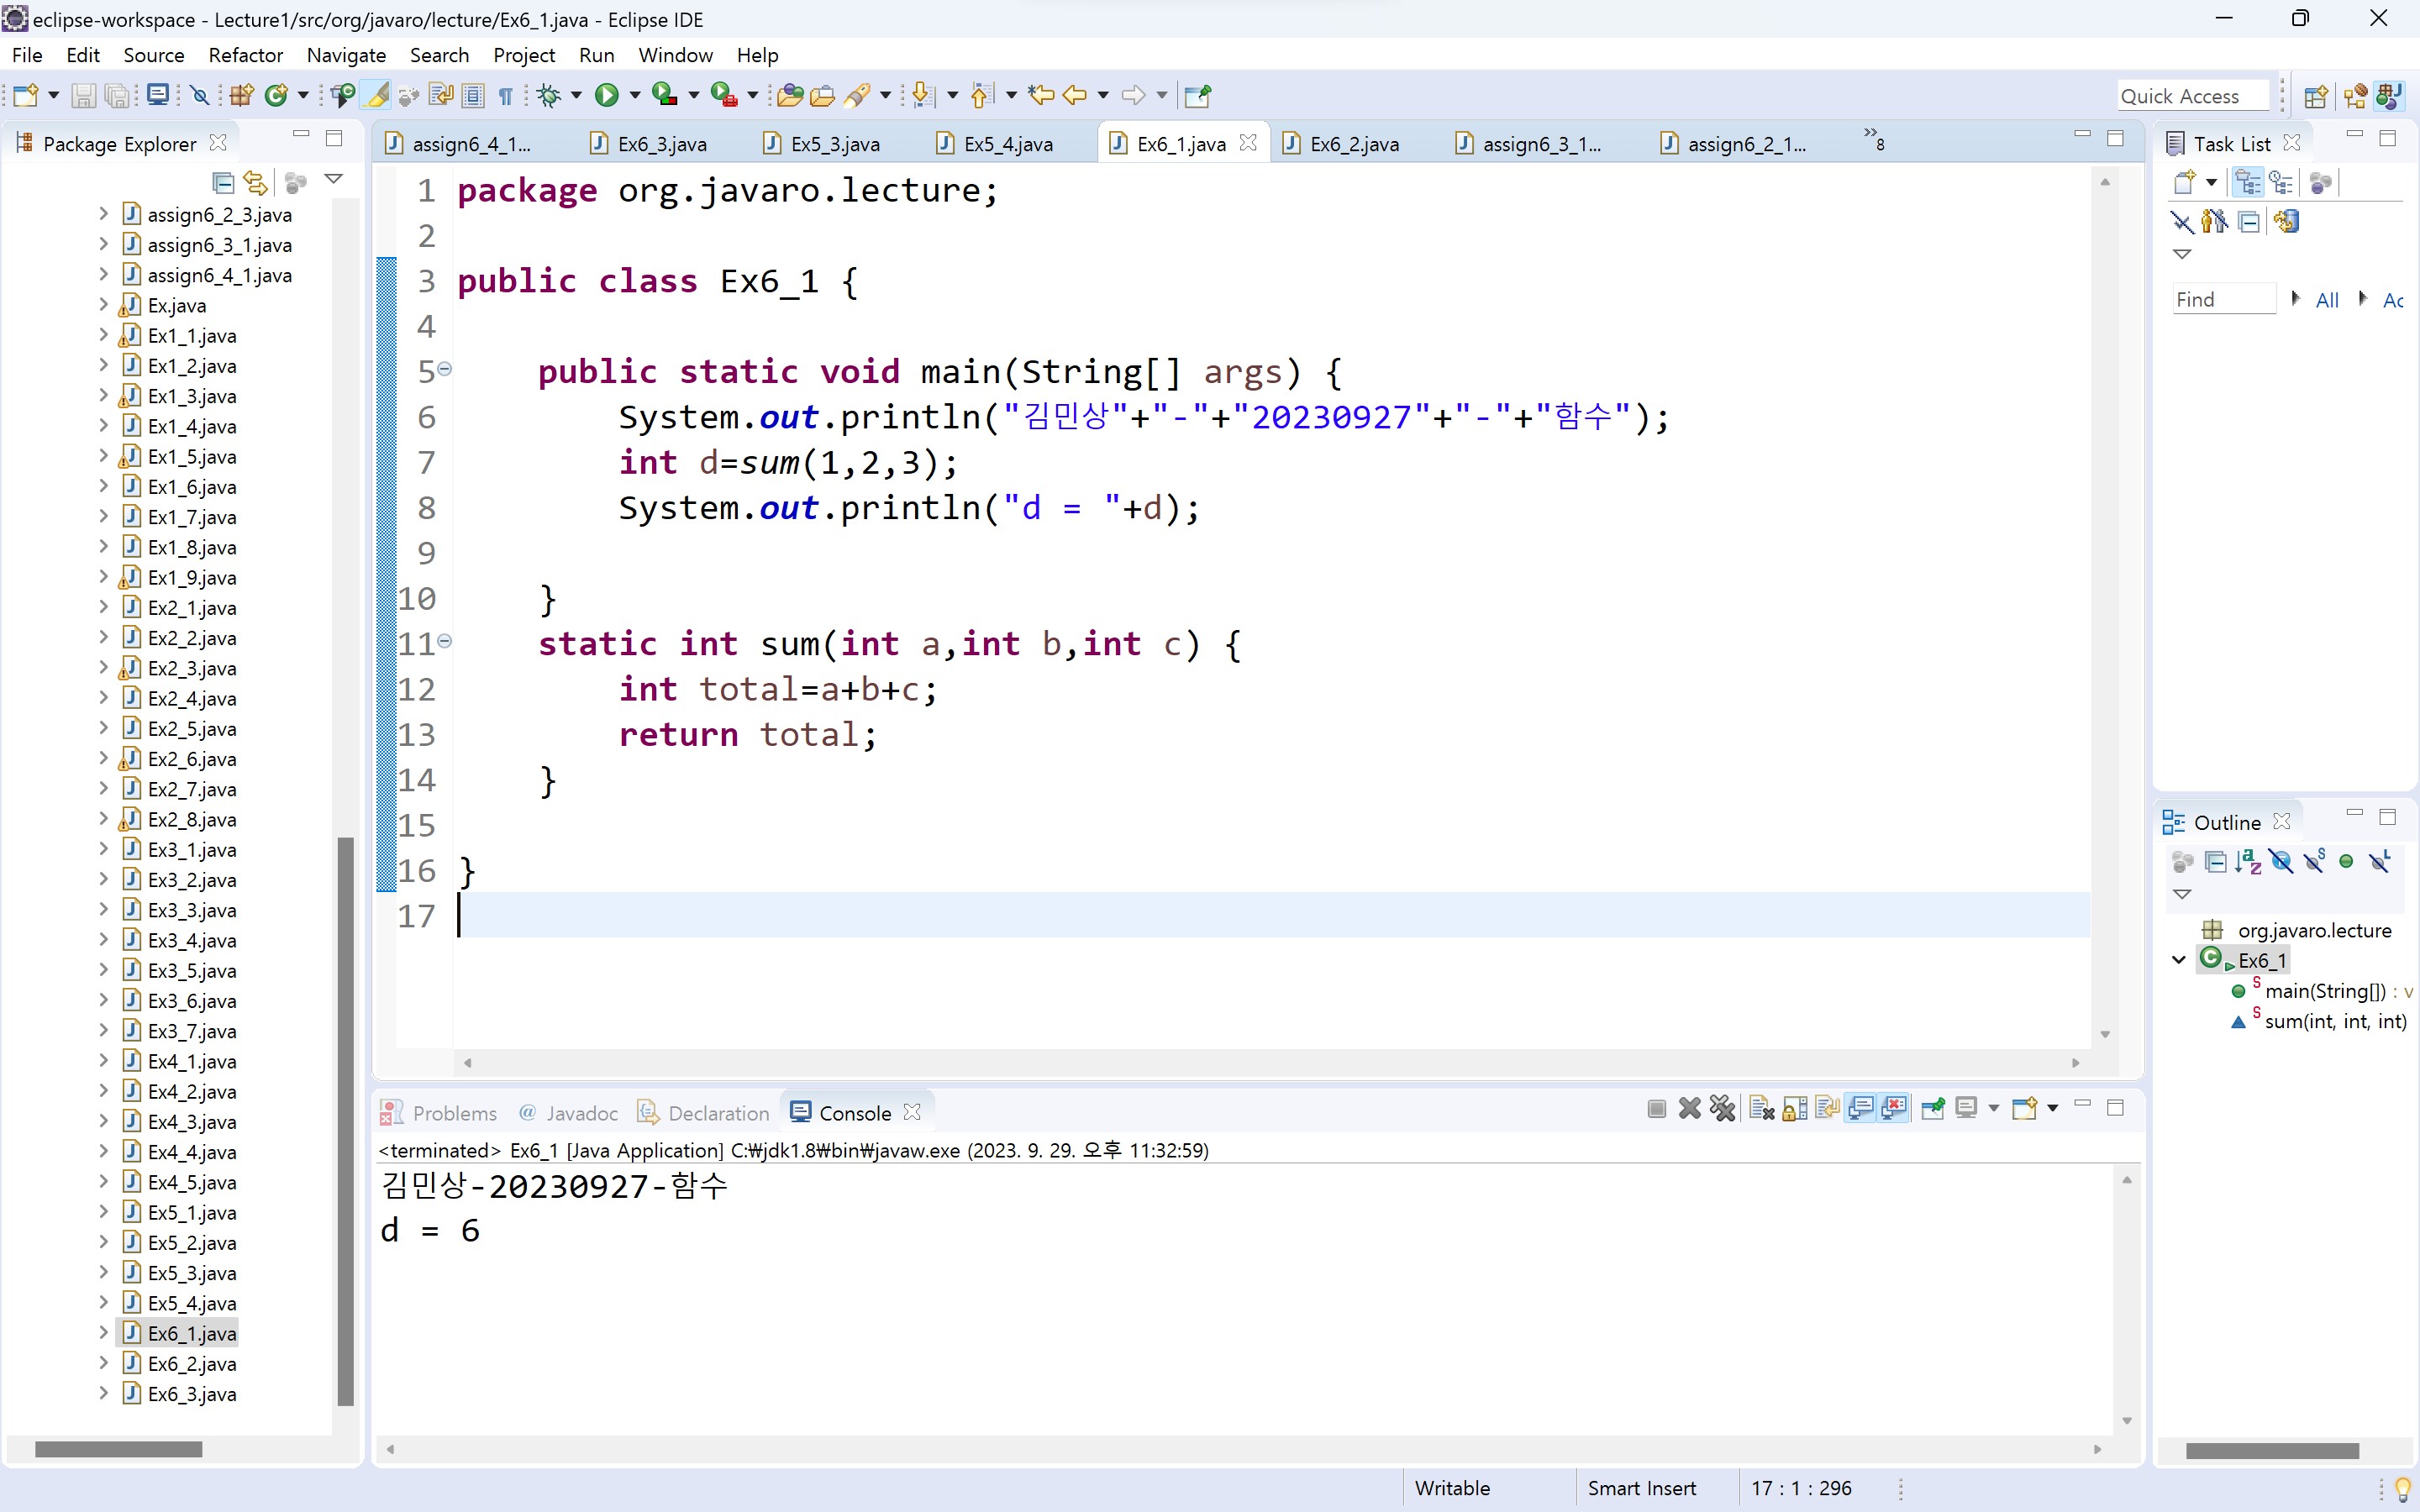 eclipse-workspace - Lecture1/src/org/javaro/lecture/Ex6_1.java - Eclipse IDE
File Edit Source Refactor Navigate Search Project Run Window Help
Quick Access
Package Explorer
assign6_2_3.java
assign6_3_1.java
assign6_4_1.java
Ex.java
Ex1_1.java
Ex1_2.java
Ex1_3.java
Ex1_4.java
Ex1_5.java
Ex1_6.java
Ex1_7.java
Ex1_8.java
Ex1_9.java
Ex2_1.java
Ex2_2.java
Ex2_3.java
Ex2_4.java
Ex2_5.java
Ex2_6.java
Ex2_7.java
Ex2_8.java
Ex3_1.java
Ex3_2.java
Ex3_3.java
Ex3_4.java
Ex3_5.java
Ex3_6.java
Ex3_7.java
Ex4_1.java
Ex4_2.java
Ex4_3.java
Ex4_4.java
Ex4_5.java
Ex5_1.java
Ex5_2.java
Ex5_3.java
Ex5_4.java
Ex6_1.java
Ex6_2.java
Ex6_3.java
assign6_4_1... Ex6_3.java Ex5_3.java Ex5_4.java Ex6_1.java Ex6_2.java assign6_3_1... assign6_2_1... »8
1 package org.javaro.lecture;
2
3 public class Ex6_1 {
4
5 public static void main(String[] args) {
6 System.out.println("김민상"+"-"+"20230927"+"-"+"함수");
7 int d=sum(1,2,3);
8 System.out.println("d = "+d);
9
10 }
11 static int sum(int a,int b,int c) {
12 int total=a+b+c;
13 return total;
14 }
15
16 }
17
Problems @ Javadoc Declaration Console
<terminated> Ex6_1 [Java Application] C:₩jdk1.8₩bin₩javaw.exe (2023. 9. 29. 오후 11:32:59)
김민상-20230927-함수
d = 6
Task List
Find All Ac
Outline
org.javaro.lecture
Ex6_1
main(String[]) : v
sum(int, int, int)
Writable Smart Insert 17 : 1 : 296